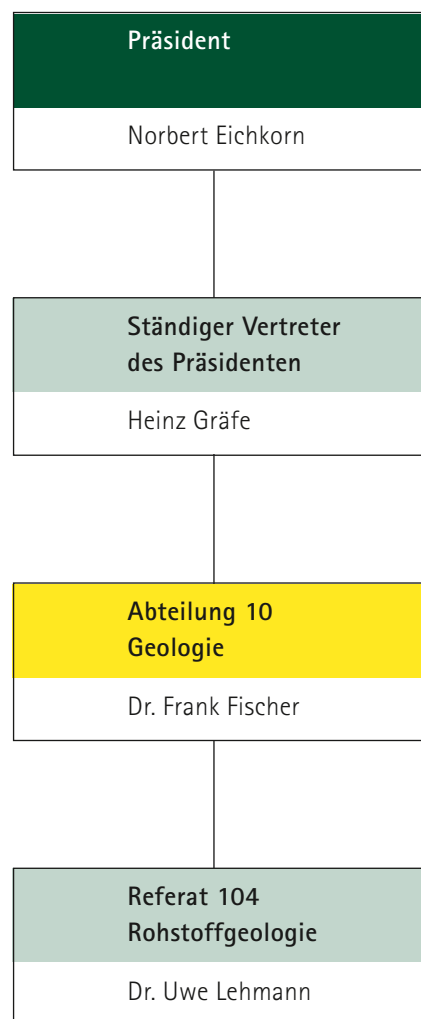 Präsident
Norbert Eichkorn
Ständiger Vertreter
des Präsidenten
Heinz Gräfe
Abteilung 10
Geologie
Dr. Frank Fischer
Referat 104
Rohstoffgeologie
Dr. Uwe Lehmann